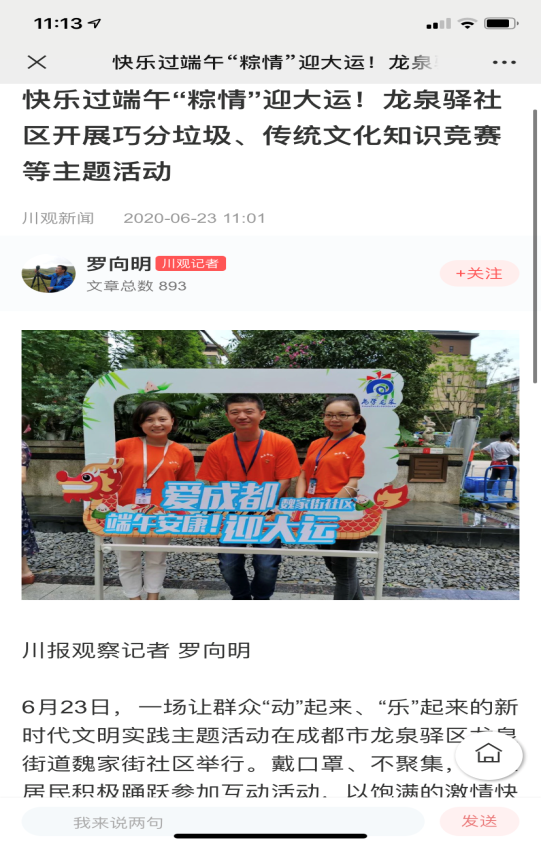 11:13
快乐过端午“粽情”迎大运！龙泉
快乐过端午“粽情”迎大运！龙泉驿社
区开展巧分垃圾、传统文化知识竞赛
等主题活动
川观新闻 2020-06-23 11:01
罗向明 川观记者
文章总数 893
+关注
爱成都 魏家街社区
端午安康！迎大运
川报观察记者 罗向明
6月23日，一场让群众“动”起来、“乐”起来的新
时代文明实践主题活动在成都市龙泉驿区龙泉
街道魏家街社区举行。戴口罩、不聚集，
居民积极踊跃参加互动活动，以饱满的激情快
我来说两句
发送